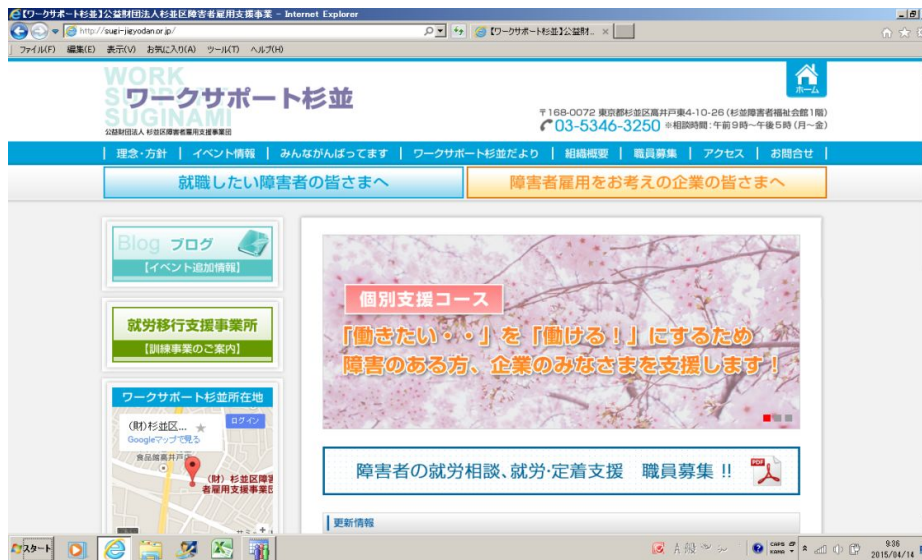 【ワークサポート杉並】公益財団法人杉並区障害者雇用支援事業 - Internet Explorer
http://sugi-jigyodan.or.jp/
【ワークサポート杉並】公益財...
ファイル(F) 編集(E) 表示(V) お気に入り(A) ツール(T) ヘルプ(H)
WORK
SUGINAMI
ワークサポート杉並
公益財団法人 杉並区障害者雇用支援事業団
ホーム
〒168-0072 東京都杉並区高井戸東4-10-26 (杉並障害者福祉会館1階)
03-5346-3250 ※相談時間:午前9時〜午後5時 (月〜金)
理念・方針 イベント情報 みんながんばってます ワークサポート杉並だより 組織概要 職員募集 アクセス お問合せ
就職したい障害者の皆さまへ
障害者雇用をお考えの企業の皆さまへ
Blog ブログ
【イベント追加情報】
就労移行支援事業所
【訓練事業のご案内】
ワークサポート杉並所在地
(財)杉並区...
ログイン
Googleマップで見る
食品館高井戸
(財) 杉並区障害
者雇用支援事業団
個別支援コース
「働きたい・・」を「働ける！」にするため
障害のある方、企業のみなさまを支援します！
障害者の就労相談、就労・定着支援 職員募集 !!
PDF
更新情報
スタート
A 般
CAPS
KANA
9:36